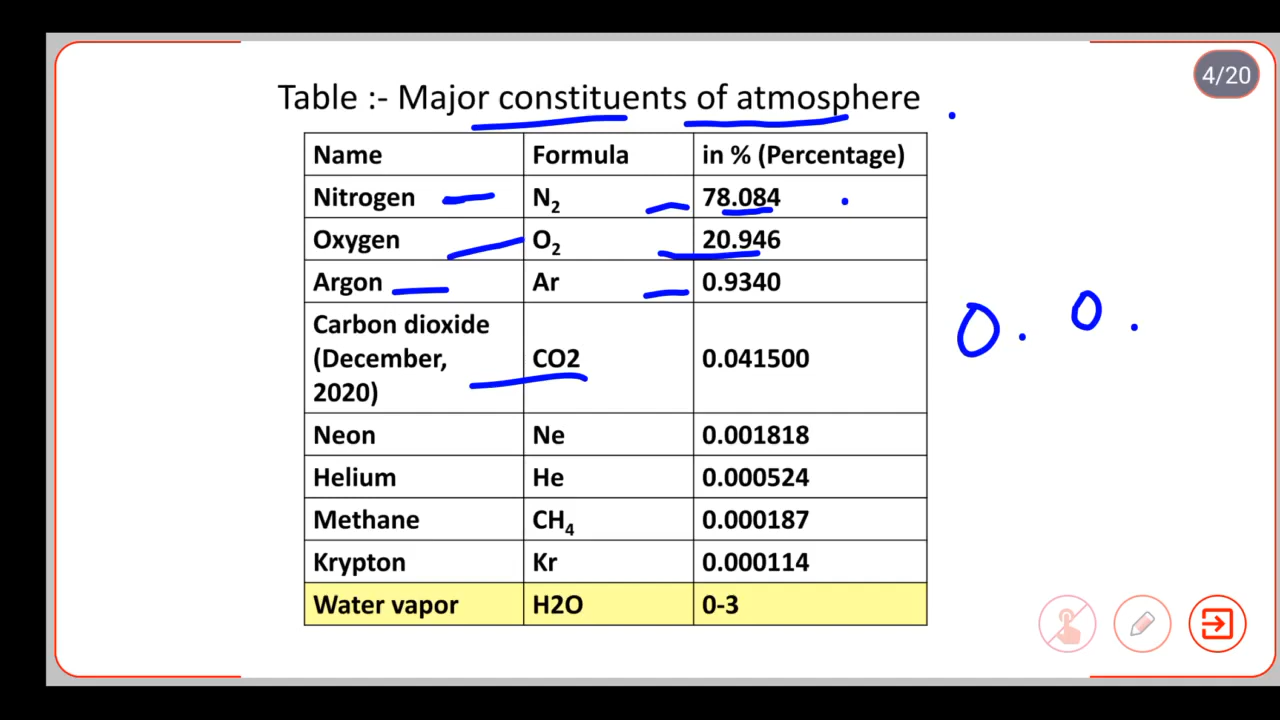 4/20
Table :- Major constituents of atmosphere
Name Formula in % (Percentage)
Nitrogen N₂ 78.084
Oxygen O₂ 20.946
Argon Ar 0.9340
Carbon dioxide
(December, CO2 0.041500
2020)
Neon Ne 0.001818
Helium He 0.000524
Methane CH₄ 0.000187
Krypton Kr 0.000114
Water vapor H2O 0-3
0. 0.